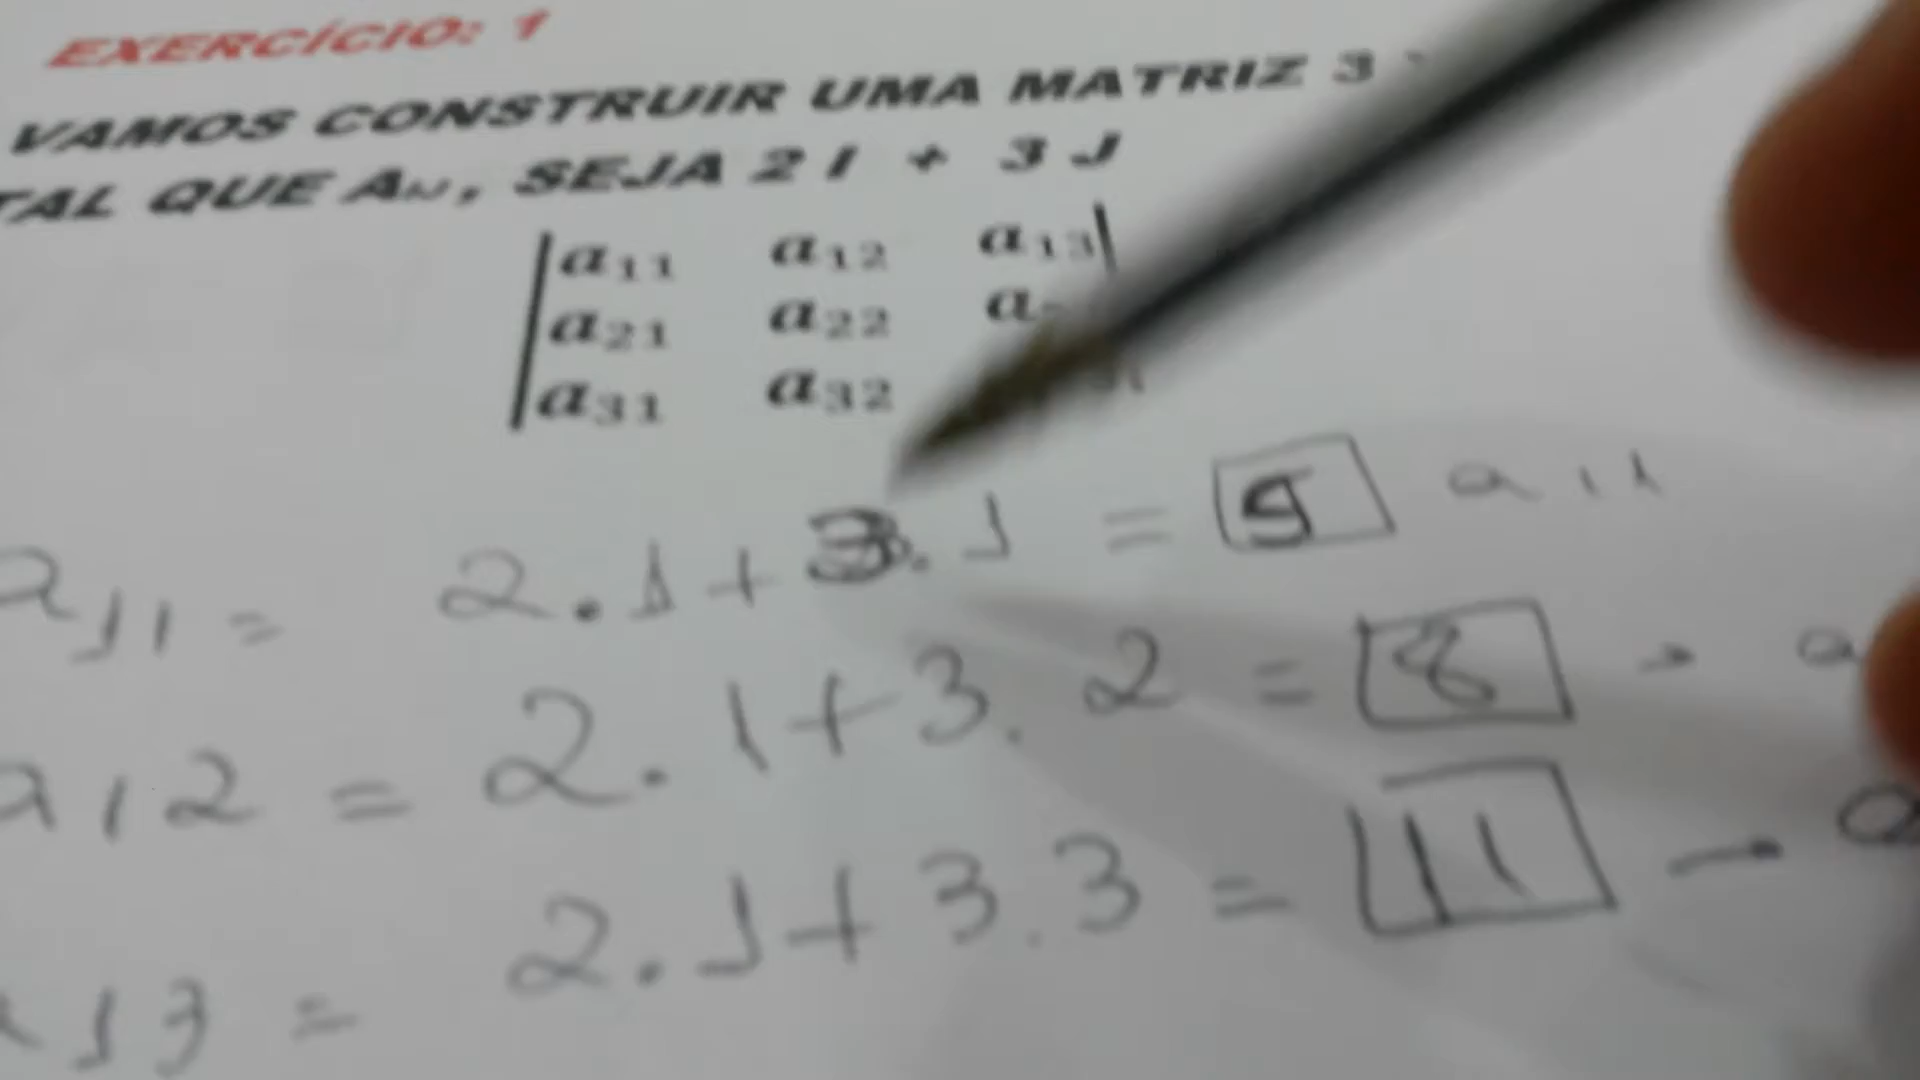 EXERCÍCIO: 1
VAMOS CONSTRUIR UMA MATRIZ 3
TAL QUE AIJ, SEJA 2 I + 3 J
a11 a12 a13
a21 a22 a
a31 a32
a11 = 2.1+3.1 = 5 a11
a12 = 2.1+3.2 = 8 → a
a13 = 2.1+3.3 = 11 → a